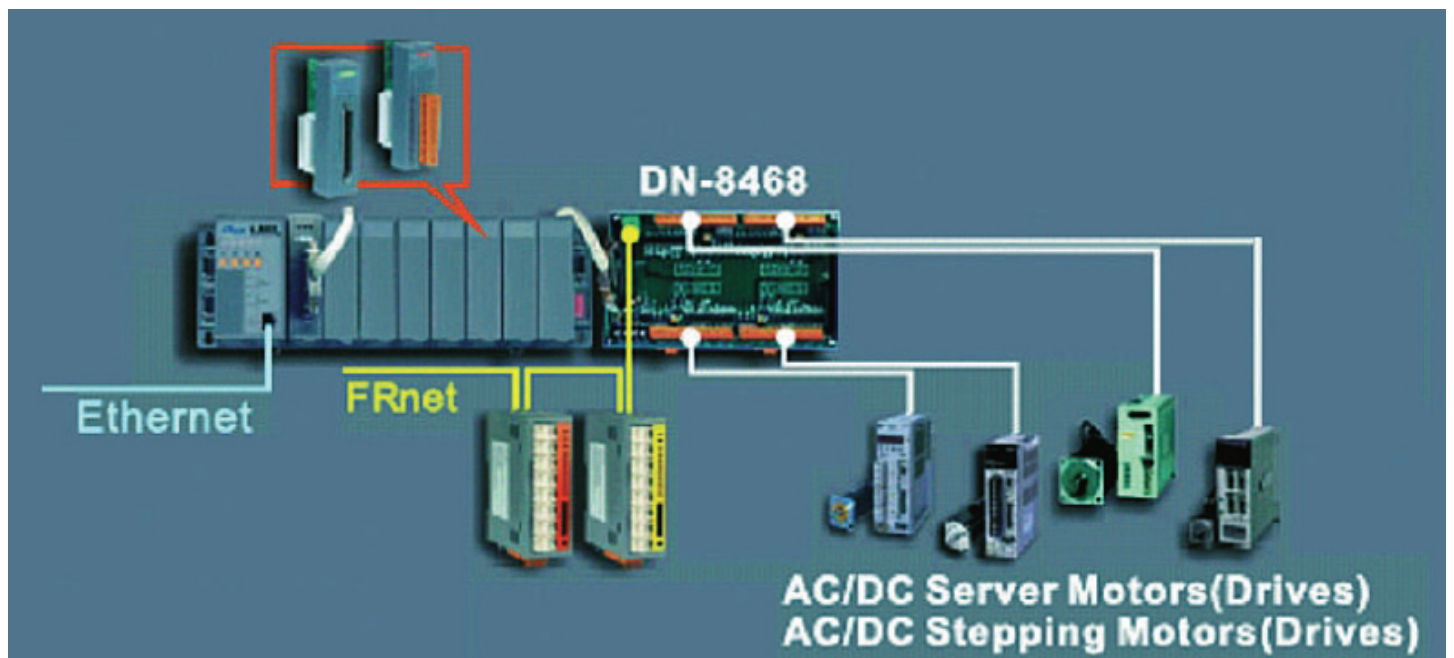 DN-8468
Ethernet
FRnet
AC/DC Server Motors(Drives)
AC/DC Stepping Motors(Drives)